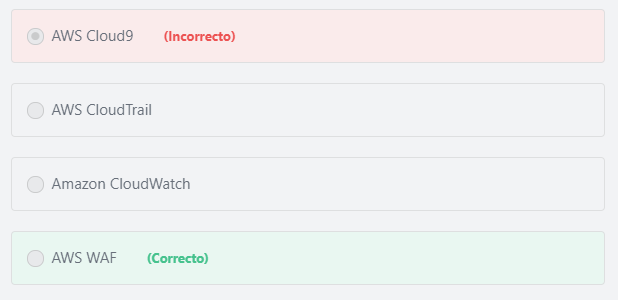 AWS Cloud9 (Incorrecto)
AWS CloudTrail
Amazon CloudWatch
AWS WAF (Correcto)